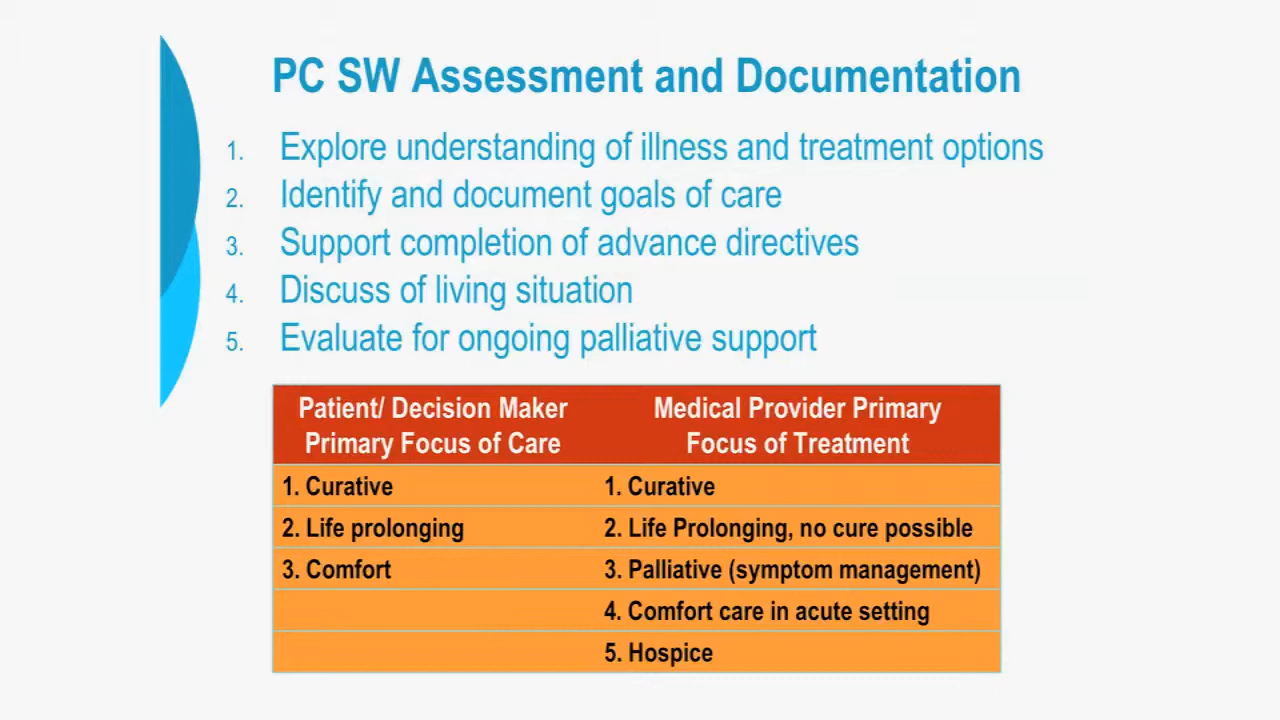 PC SW Assessment and Documentation
1. Explore understanding of illness and treatment options
2. Identify and document goals of care
3. Support completion of advance directives
4. Discuss of living situation
5. Evaluate for ongoing palliative support
Patient/ Decision Maker
Primary Focus of Care
Medical Provider Primary
Focus of Treatment
1. Curative
1. Curative
2. Life prolonging
2. Life Prolonging, no cure possible
3. Comfort
3. Palliative (symptom management)
4. Comfort care in acute setting
5. Hospice